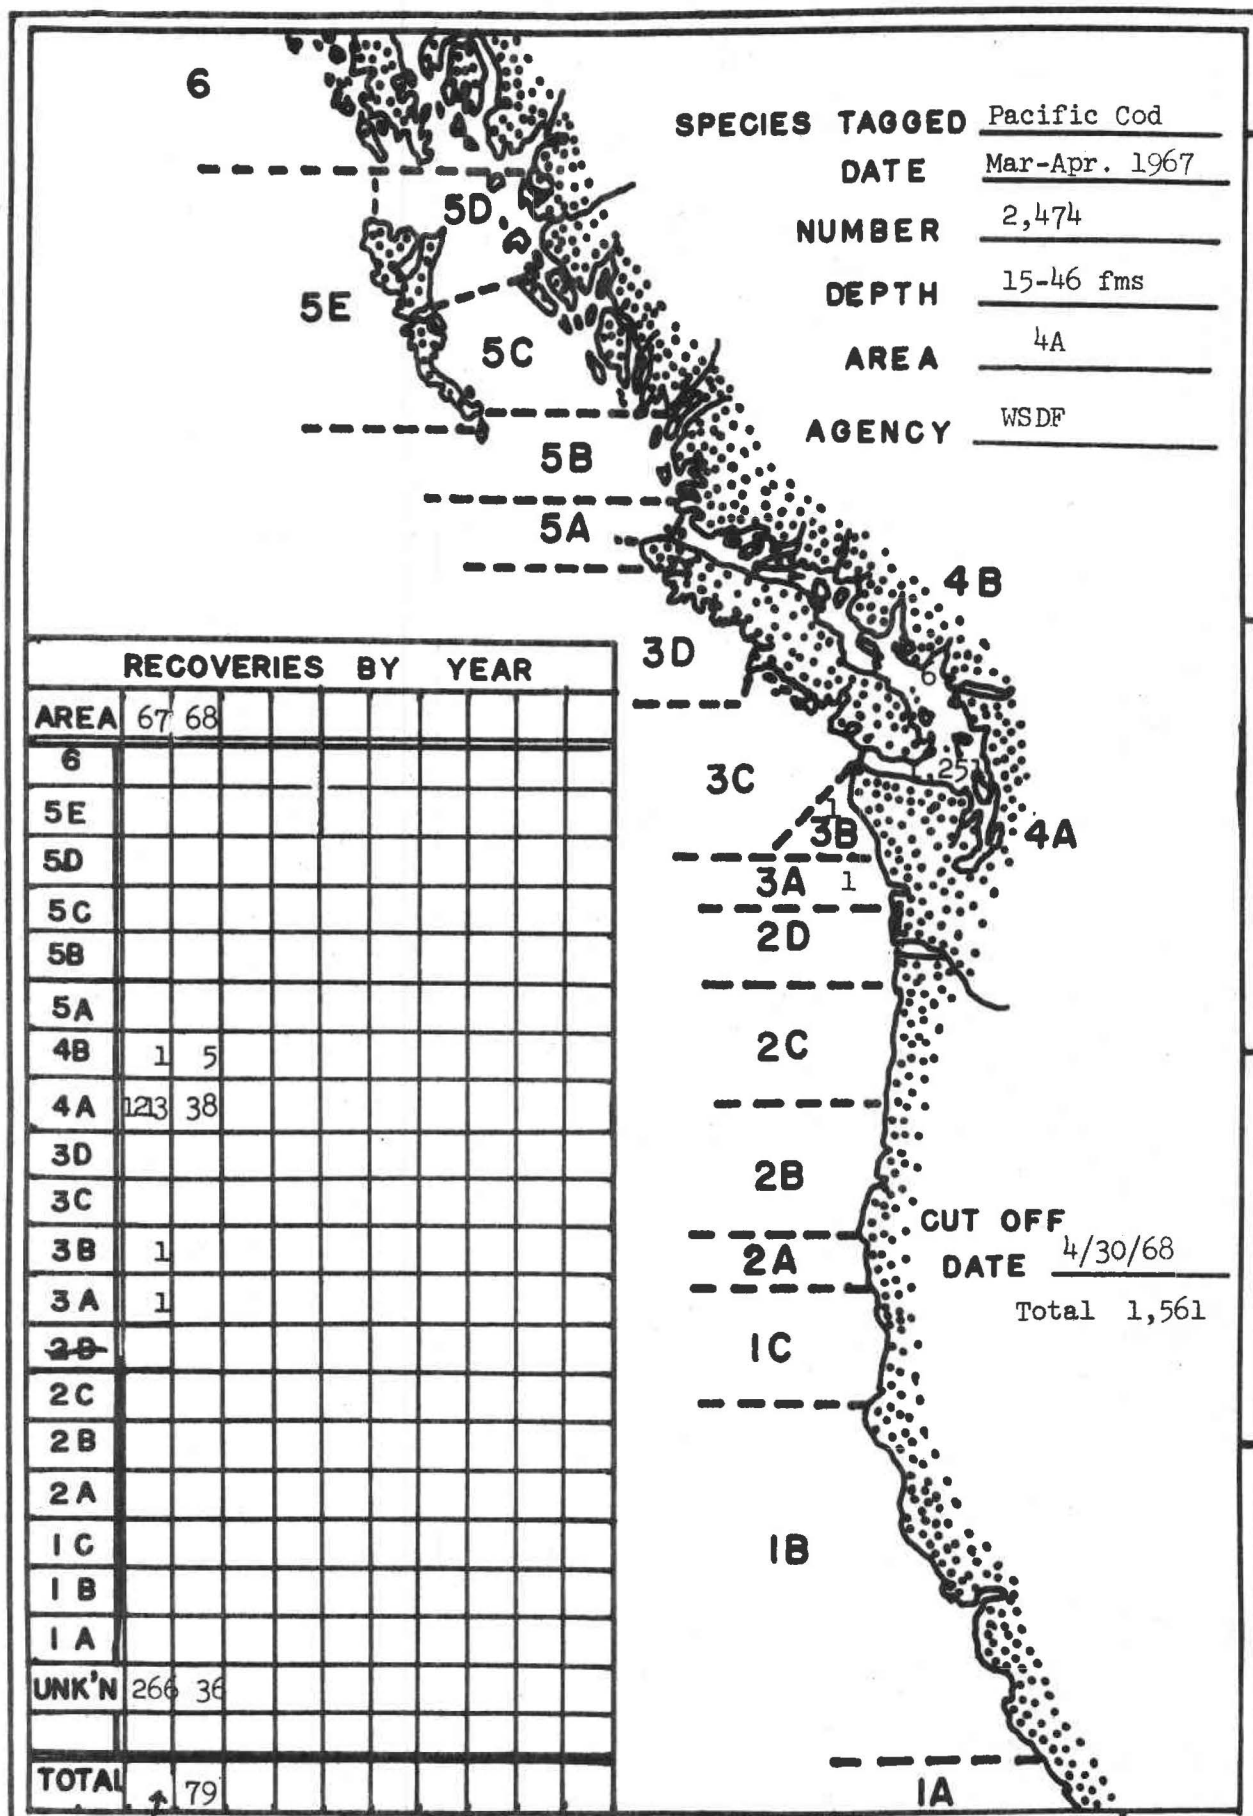 6
SPECIES TAGGED Pacific Cod
DATE Mar-Apr. 1967
NUMBER 2,474
DEPTH 15-46 fms
AREA 4A
AGENCY WSDF
5D
5E
5C
5B
5A
4B
3D
6
3C
1
3B
4A
3A 1
2D
2C
2B
2A
1C
1B
1A
CUT OFF
DATE 4/30/68
Total 1,561
RECOVERIES BY YEAR
AREA 67 68
6
5E
5D
5C
5B
5A
4B 1 5
4A 1213 38
3D
3C
3B 1
3A 1
2C
2B
2A
1C
1B
1A
UNK'N 266 36
TOTAL 79